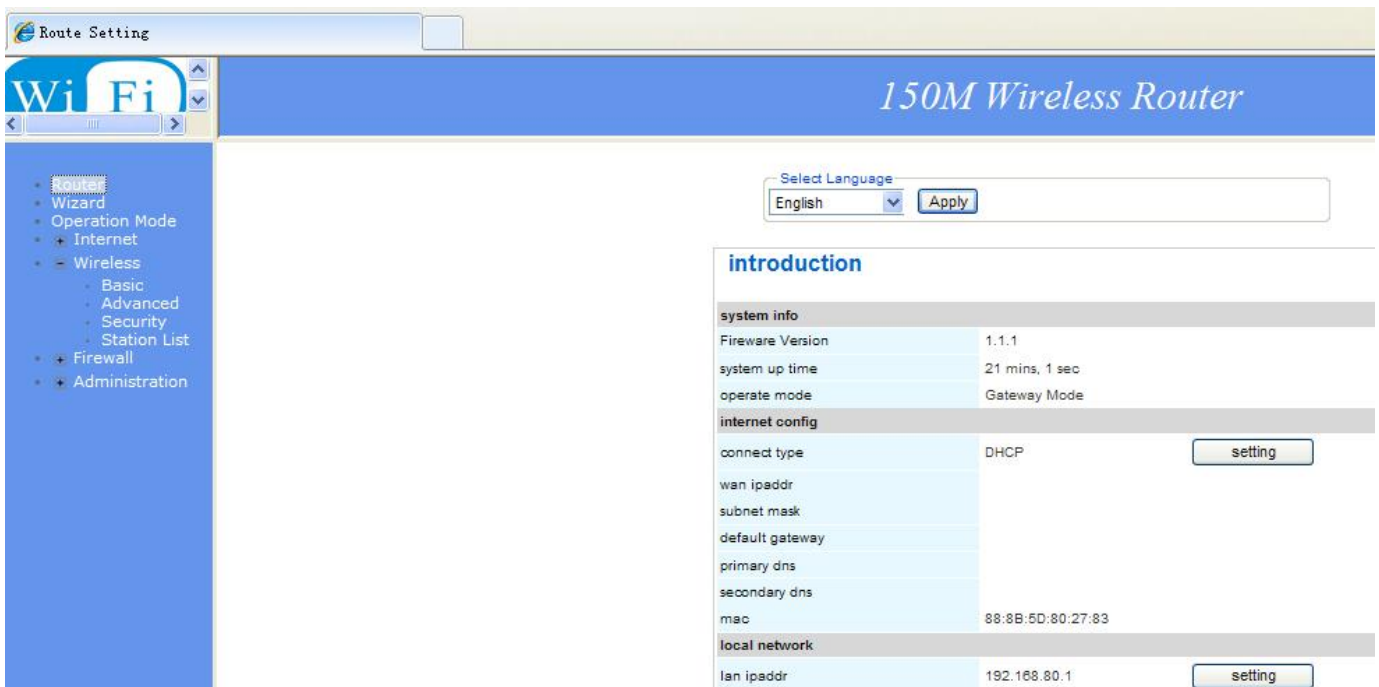 Route Setting
Wi Fi
150M Wireless Router
Router
Wizard
Operation Mode
Internet
Wireless
Basic
Advanced
Security
Station List
Firewall
Administration
Select Language
English Apply
introduction
system info
Fireware Version 1.1.1
system up time 21 mins, 1 sec
operate mode Gateway Mode
internet config
connect type DHCP setting
wan ipaddr
subnet mask
default gateway
primary dns
secondary dns
mac 88:8B:5D:80:27:83
local network
lan ipaddr 192.168.80.1 setting